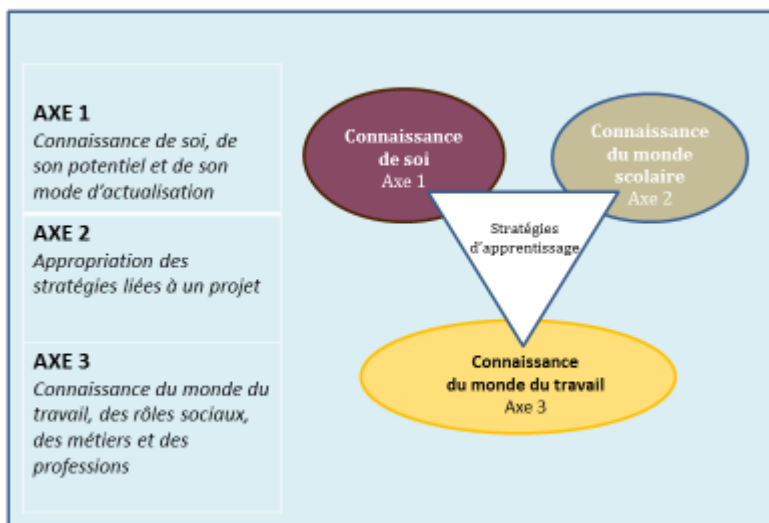 AXE 1
Connaissance de soi, de
son potentiel et de son
mode d'actualisation
AXE 2
Appropriation des
stratégies liées à un projet
AXE 3
Connaissance du monde du
travail, des rôles sociaux,
des métiers et des
professions
Connaissance
de soi
Axe 1
Connaissance
du monde
scolaire
Axe 2
Stratégies
d'apprentissage
Connaissance
du monde du travail
Axe 3